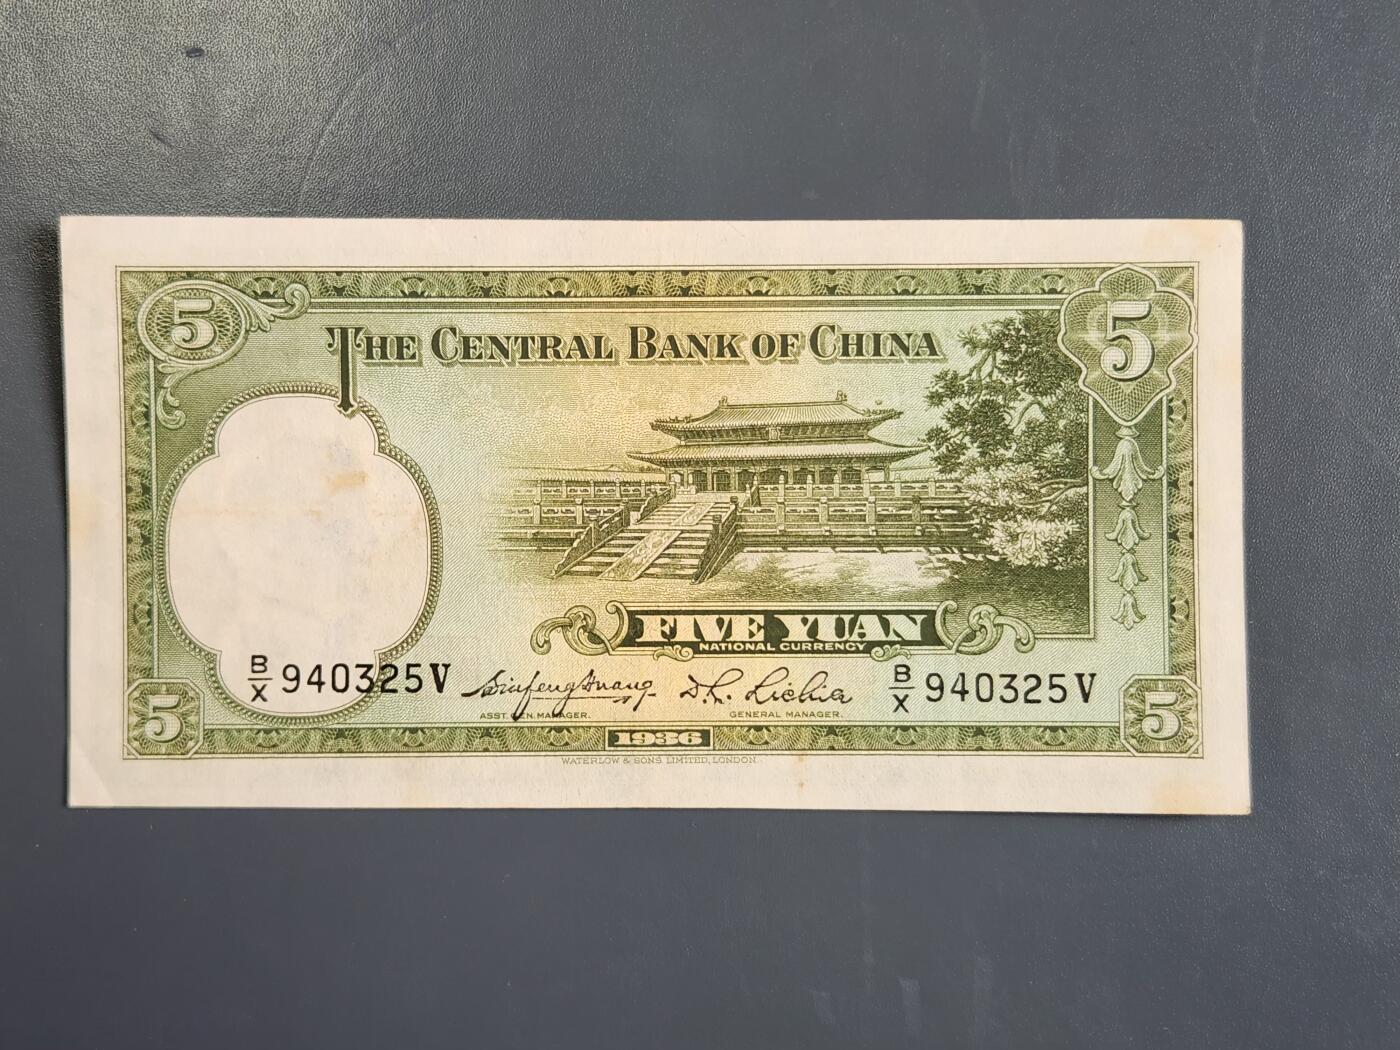 5
5
THE CENTRAL BANK OF CHINA
FIVE YUAN
NATIONAL CURRENCY
B/X 940325V
B/X 940325V
ASST. GEN. MANAGER.
GENERAL MANAGER.
5
1936
5
WATERLOW & SONS LIMITED, LONDON.